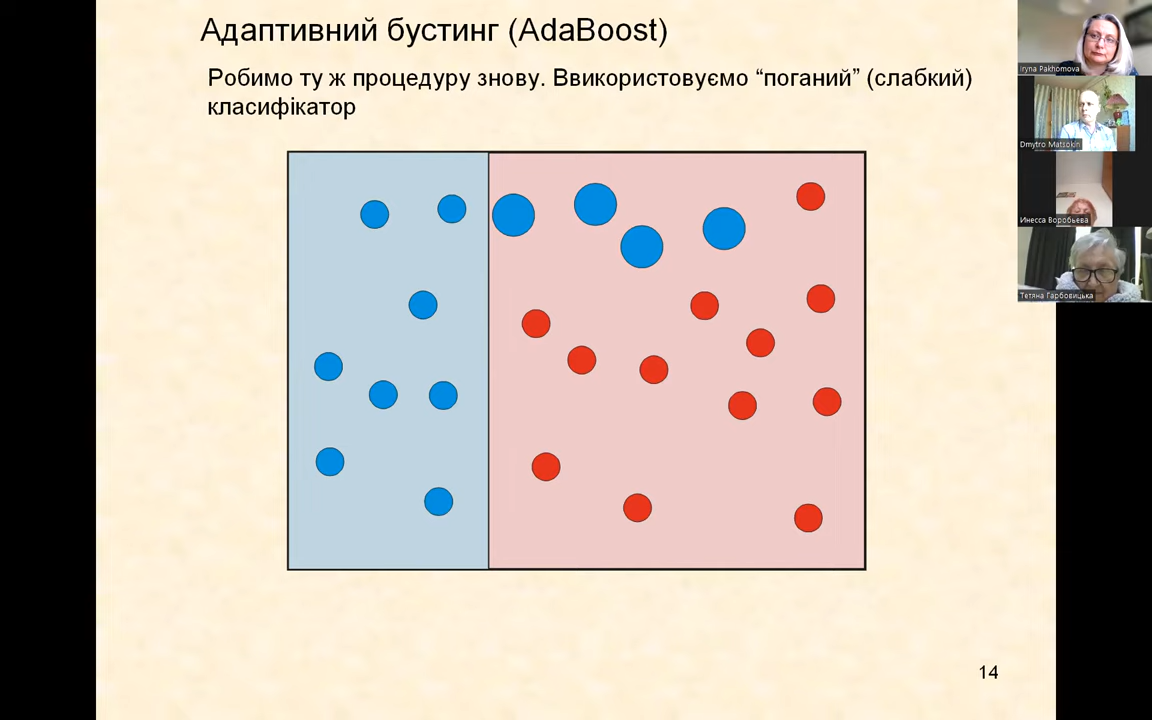 Адаптивний бустинг (AdaBoost)
Робимо ту ж процедуру знову. Ввикористовуємо “поганий” (слабкий)
класифікатор
14
Iryna Pakhomova
Dmytro Matsokin
Инесса Воробьева
Тетяна Гарбовицька